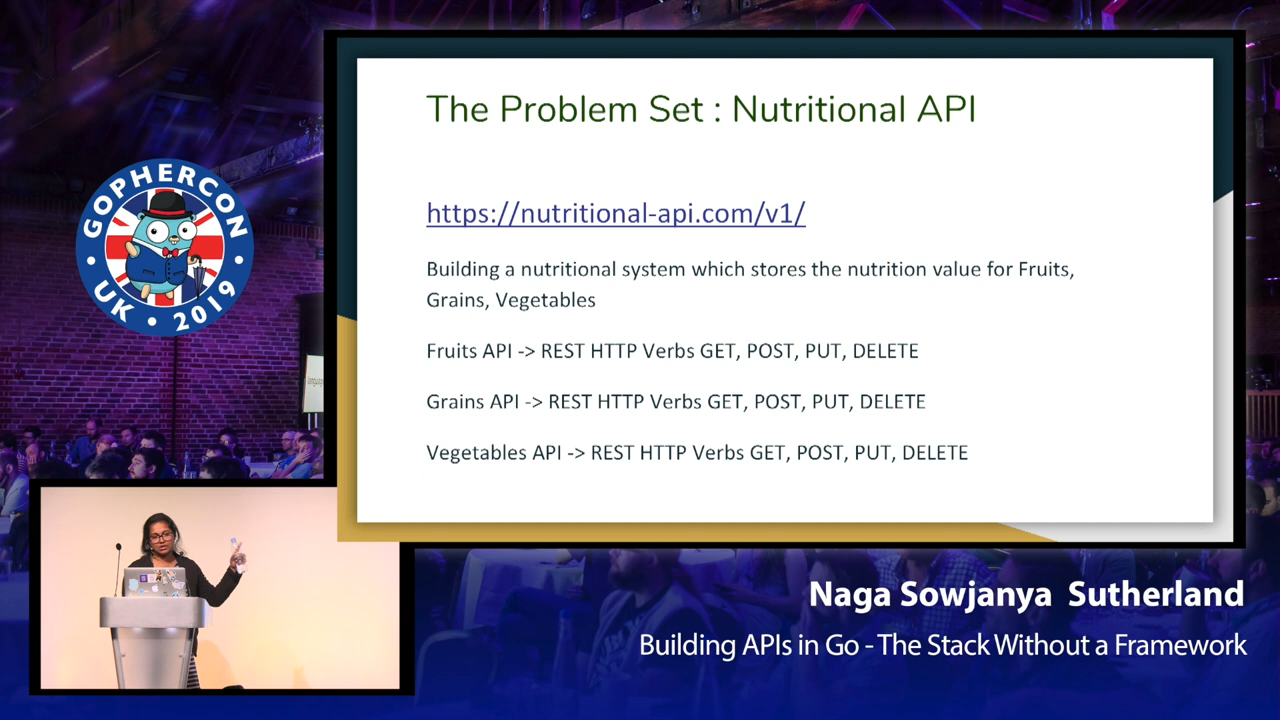 The Problem Set : Nutritional API
https://nutritional-api.com/v1/
Building a nutritional system which stores the nutrition value for Fruits,
Grains, Vegetables
Fruits API -> REST HTTP Verbs GET, POST, PUT, DELETE
Grains API -> REST HTTP Verbs GET, POST, PUT, DELETE
Vegetables API -> REST HTTP Verbs GET, POST, PUT, DELETE
GOPHERCON
• UK • 2019 •
Naga Sowjanya Sutherland
Building APIs in Go - The Stack Without a Framework